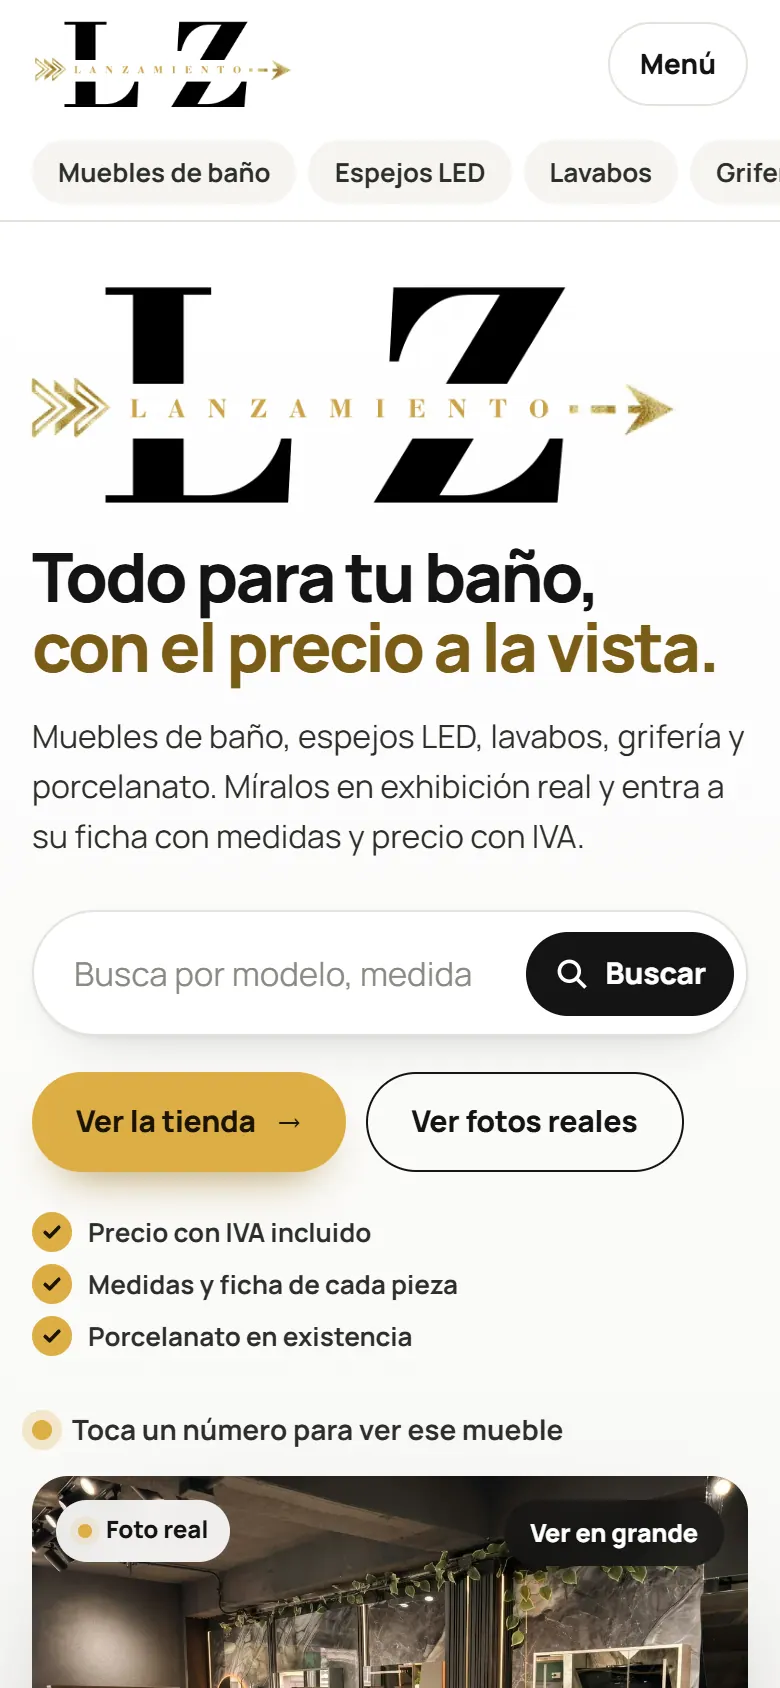 LZ
LANZAMIENTO
Menú
Muebles de baño
Espejos LED
Lavabos
LZ
LANZAMIENTO
Todo para tu baño,
con el precio a la vista.
Muebles de baño, espejos LED, lavabos, grifería y
porcelanato. Míralos en exhibición real y entra a
su ficha con medidas y precio con IVA.
Busca por modelo, medida
Buscar
Ver la tienda →
Ver fotos reales
Precio con IVA incluido
Medidas y ficha de cada pieza
Porcelanato en existencia
Toca un número para ver ese mueble
Foto real
Ver en grande